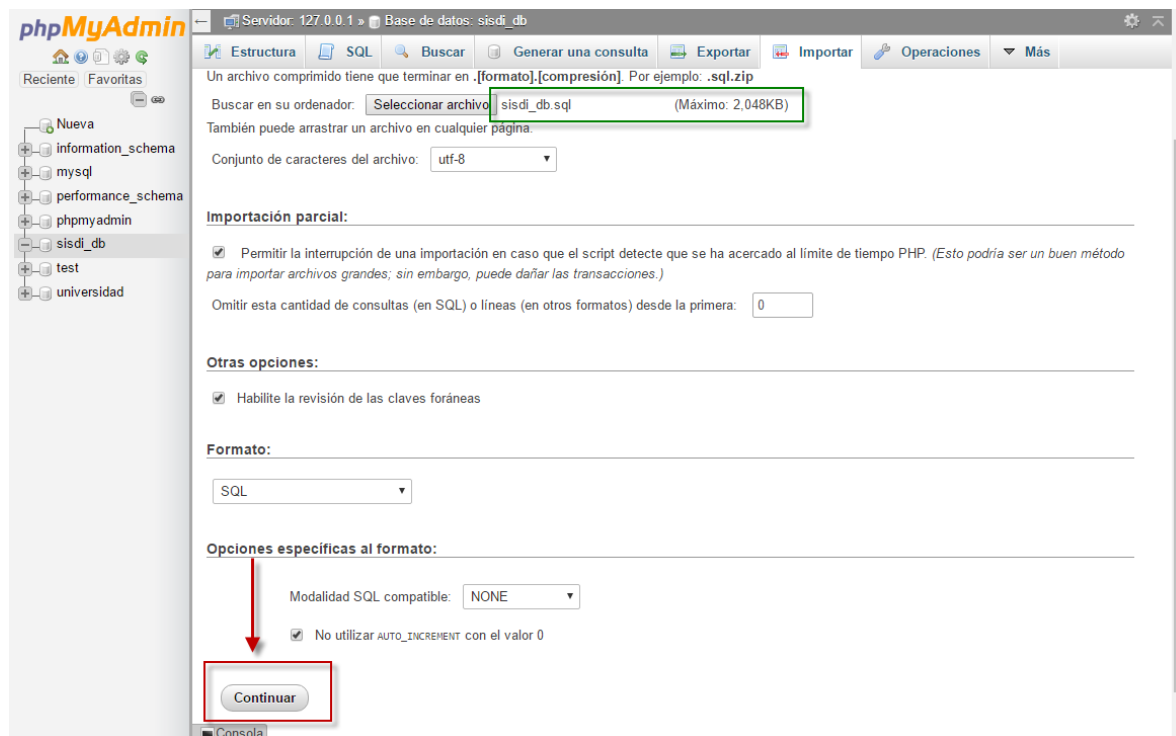 phpMyAdmin
Reciente Favoritas
Nueva
information_schema
mysql
performance_schema
phpmyadmin
sisdi_db
test
universidad
Servidor: 127.0.0.1 » Base de datos: sisdi_db
Estructura SQL Buscar Generar una consulta Exportar Importar Operaciones Más
Un archivo comprimido tiene que terminar en .[formato].[compresión]. Por ejemplo: .sql.zip
Buscar en su ordenador: Seleccionar archivo sisdi_db.sql (Máximo: 2,048KB)
También puede arrastrar un archivo en cualquier página.
Conjunto de caracteres del archivo: utf-8
Importación parcial:
Permitir la interrupción de una importación en caso que el script detecte que se ha acercado al límite de tiempo PHP. (Esto podría ser un buen método
para importar archivos grandes; sin embargo, puede dañar las transacciones.)
Omitir esta cantidad de consultas (en SQL) o líneas (en otros formatos) desde la primera: 0
Otras opciones:
Habilite la revisión de las claves foráneas
Formato:
SQL
Opciones específicas al formato:
Modalidad SQL compatible: NONE
No utilizar AUTO_INCREMENT con el valor 0
Continuar
Consola